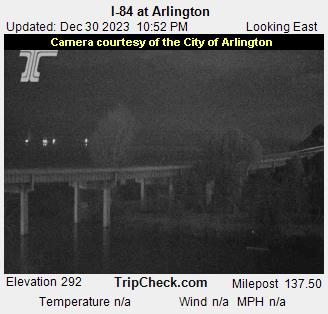 I-84 at Arlington
Updated: Dec 30 2023 10:52 PM Looking East
Camera courtesy of the City of Arlington
Elevation 292 TripCheck.com Milepost 137.50
Temperature n/a Wind n/a MPH n/a